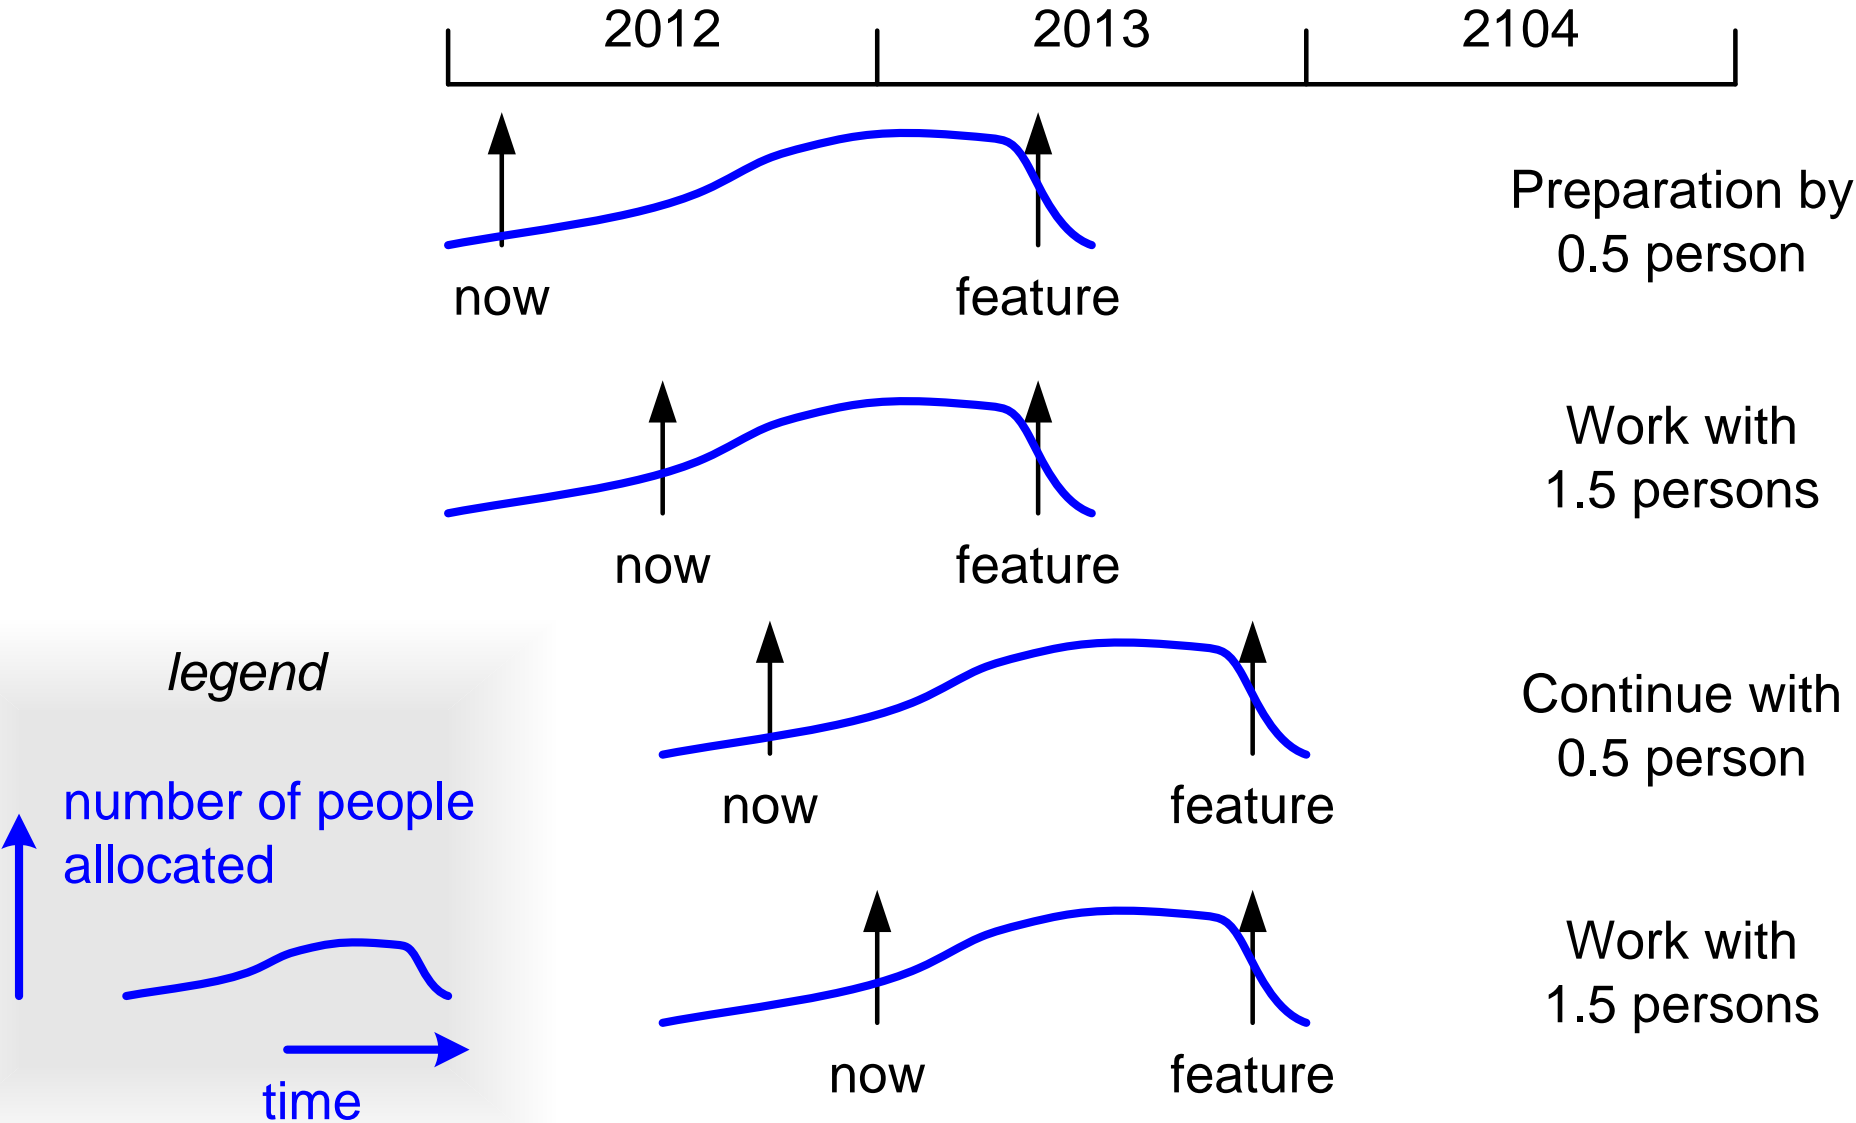 2012 2013 2104
Preparation by
0.5 person
now feature
Work with
1.5 persons
now feature
Continue with
0.5 person
now feature
Work with
1.5 persons
now feature
legend
number of people
allocated
time